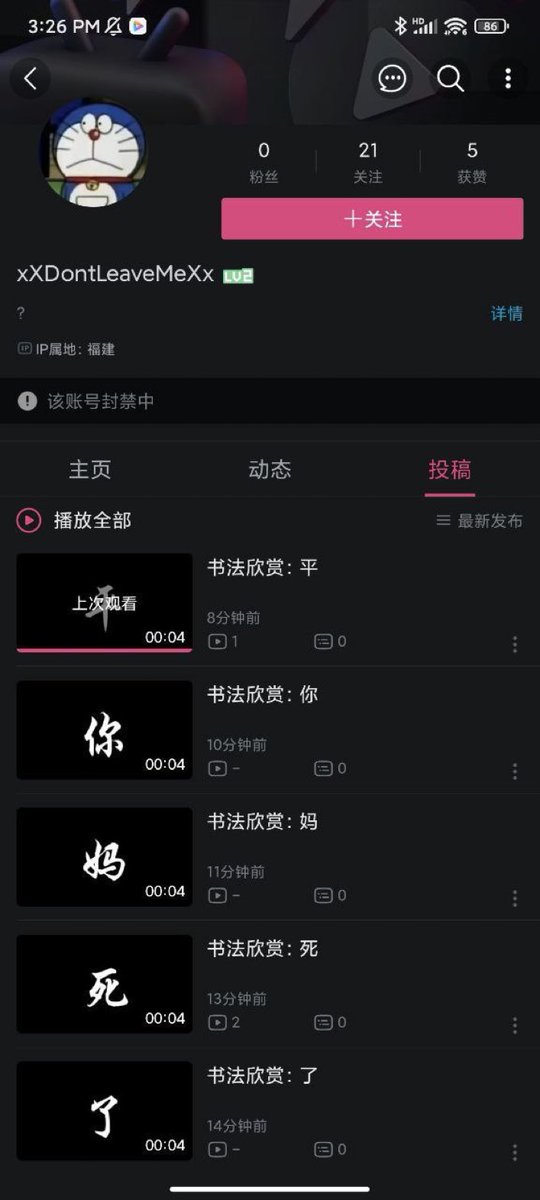 3:26 PM
HD
86
0
21
5
粉丝
关注
获赞
十关注
xXDontLeaveMeXx LV2
?
详情
IP IP属地：福建
该账号封禁中
主页
动态
投稿
播放全部
最新发布
平
上次观看
00:04
书法欣赏：平
8分钟前
1
0
你
00:04
书法欣赏：你
10分钟前
-
0
妈
00:04
书法欣赏：妈
11分钟前
-
0
死
00:04
书法欣赏：死
13分钟前
2
0
了
00:04
书法欣赏：了
14分钟前
-
0